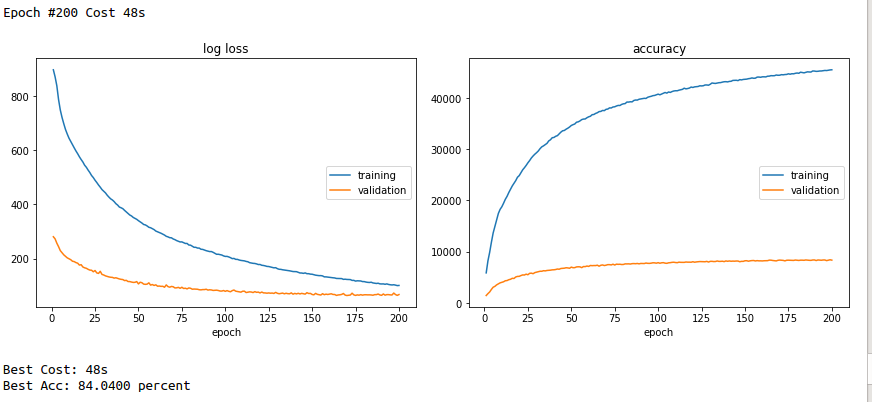 Epoch #200 Cost 48s
log loss
accuracy
800
600
400
200
0
25
50
75
100
125
150
175
200
epoch
training
validation
40000
30000
20000
10000
0
0
25
50
75
100
125
150
175
200
epoch
training
validation
Best Cost: 48s
Best Acc: 84.0400 percent